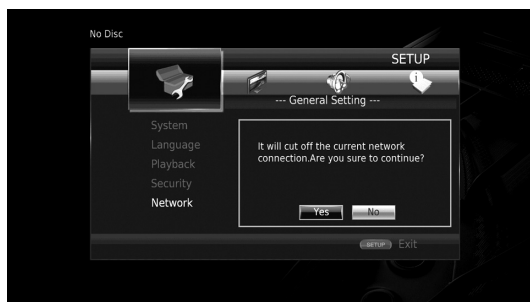 No Disc
SETUP
--- General Setting ---
System
Language
Playback
Security
Network
It will cut off the current network
connection.Are you sure to continue?
Yes No
SETUP Exit